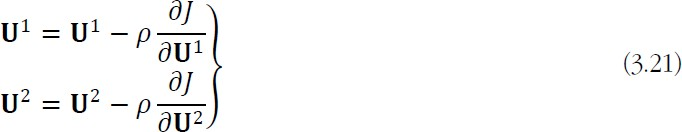 𝐔¹ = 𝐔¹ − ρ ∂J/∂𝐔¹
𝐔² = 𝐔² − ρ ∂J/∂𝐔² } (3.21)